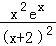 x²eˣ
(x+2)²